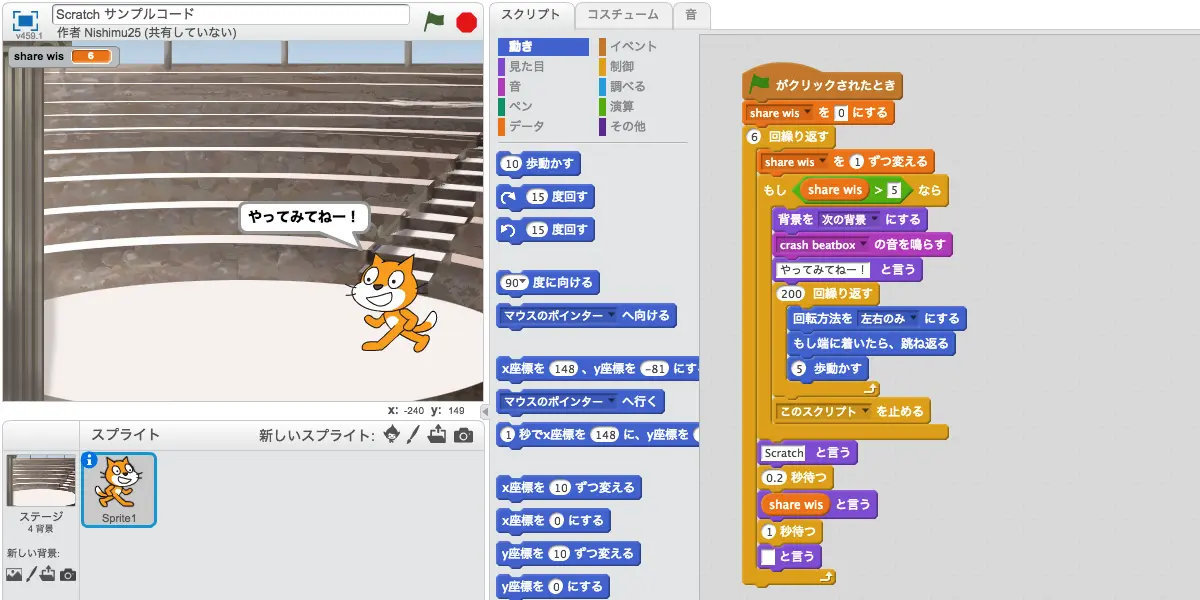 Scratch サンプルコード
作者 Nishimu25 (共有していない)
v459.1
share wis 6
やってみてねー！
x: -240 y: 149
スプライト
新しいスプライト:
ステージ
4 背景
新しい背景:
Sprite1
スクリプト
コスチューム
音
動き
イベント
見た目
制御
音
調べる
ペン
演算
データ
その他
10 歩動かす
15 度回す
15 度回す
90 度に向ける
マウスのポインター へ向ける
x座標を 148 、y座標を -81 にす
マウスのポインター へ行く
1 秒でx座標を 148 に、y座標を
x座標を 10 ずつ変える
x座標を 0 にする
y座標を 10 ずつ変える
y座標を 0 にする
がクリックされたとき
share wis を 0 にする
6 回繰り返す
share wis を 1 ずつ変える
もし share wis > 5 なら
背景を 次の背景 にする
crash beatbox の音を鳴らす
やってみてねー！ と言う
200 回繰り返す
回転方法を 左右のみ にする
もし端に着いたら、跳ね返る
5 歩動かす
このスクリプト を止める
Scratch と言う
0.2 秒待つ
share wis と言う
1 秒待つ
と言う